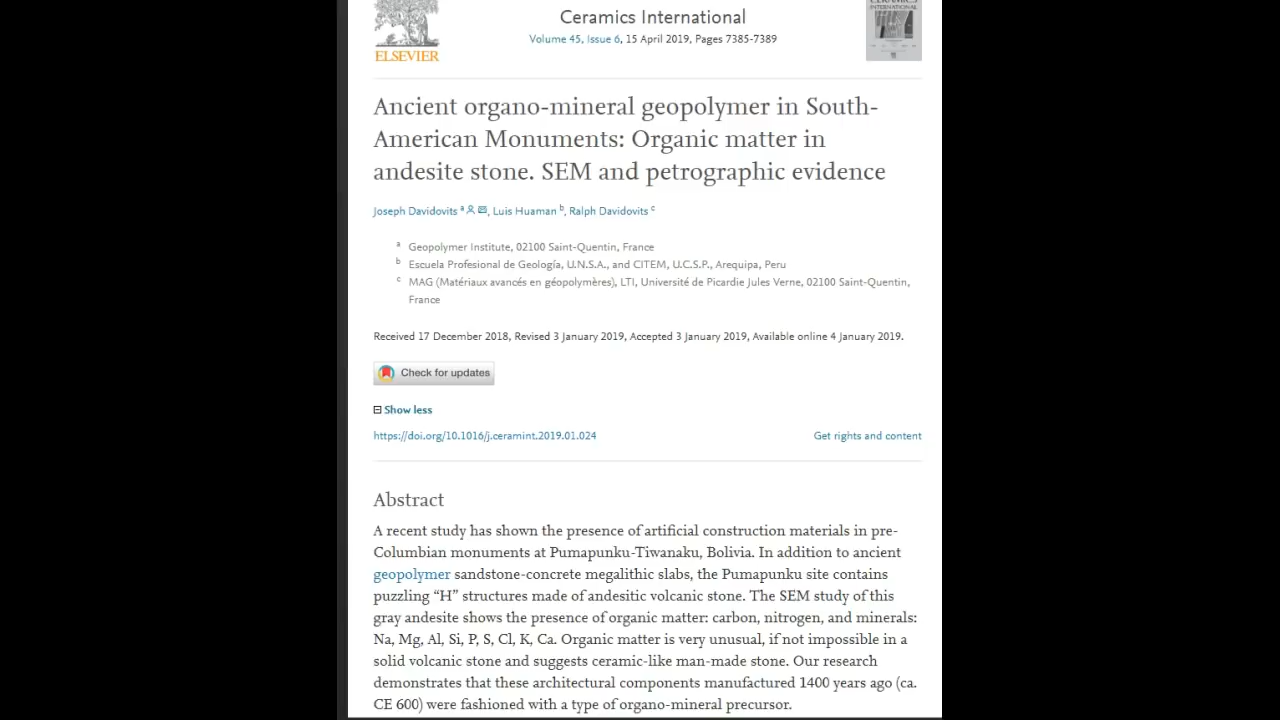 CERAMICS
INTERNATIONAL
Ceramics International
Volume 45, Issue 6, 15 April 2019, Pages 7385-7389
ELSEVIER
Ancient organo-mineral geopolymer in South-
American Monuments: Organic matter in
andesite stone. SEM and petrographic evidence
Joseph Davidovits a, Luis Huaman b, Ralph Davidovits c
a Geopolymer Institute, 02100 Saint-Quentin, France
b Escuela Profesional de Geología, U.N.S.A., and CITEM, U.C.S.P., Arequipa, Peru
c MAG (Matériaux avancés en géopolymères), LTI, Université de Picardie Jules Verne, 02100 Saint-Quentin,
France
Received 17 December 2018, Revised 3 January 2019, Accepted 3 January 2019, Available online 4 January 2019.
Check for updates
Show less
https://doi.org/10.1016/j.ceramint.2019.01.024
Get rights and content
Abstract
A recent study has shown the presence of artificial construction materials in pre-
Columbian monuments at Pumapunku-Tiwanaku, Bolivia. In addition to ancient
geopolymer sandstone-concrete megalithic slabs, the Pumapunku site contains
puzzling “H” structures made of andesitic volcanic stone. The SEM study of this
gray andesite shows the presence of organic matter: carbon, nitrogen, and minerals:
Na, Mg, Al, Si, P, S, Cl, K, Ca. Organic matter is very unusual, if not impossible in a
solid volcanic stone and suggests ceramic-like man-made stone. Our research
demonstrates that these architectural components manufactured 1400 years ago (ca.
CE 600) were fashioned with a type of organo-mineral precursor.